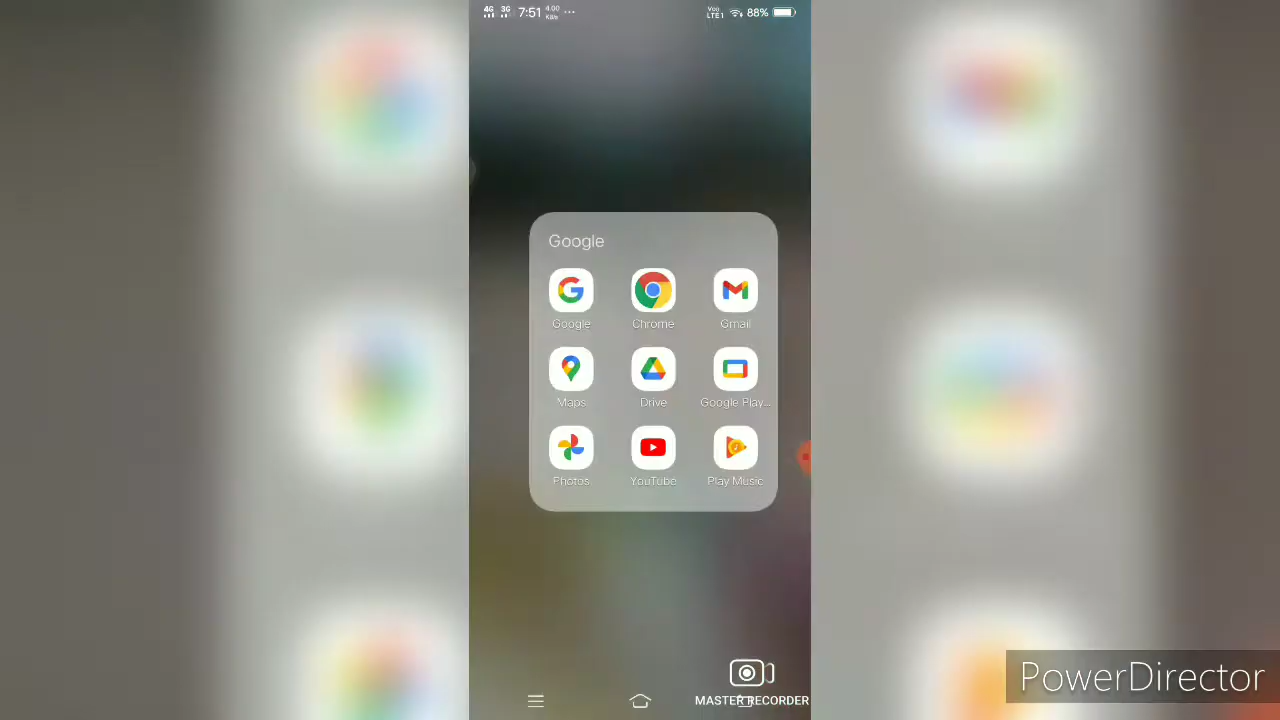 4G 3G 7:51 4.00 KB/s ... Voo LTE1 88%
Google
Google Chrome Gmail
Maps Drive Google Play...
Photos YouTube Play Music
MASTER RECORDER
PowerDirector